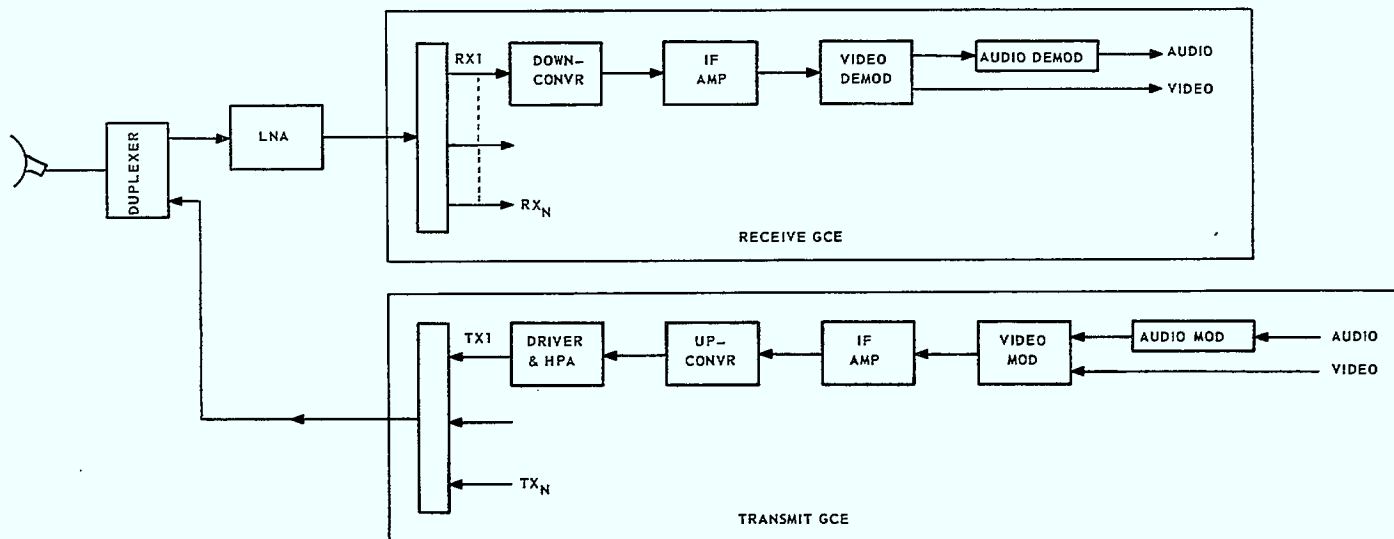 DUPLEXER
LNA
RX1
DOWN-
CONVR
IF
AMP
VIDEO
DEMOD
AUDIO DEMOD
AUDIO
VIDEO
RXN
RECEIVE GCE
TX1
DRIVER
& HPA
UP-
CONVR
IF
AMP
VIDEO
MOD
AUDIO MOD
AUDIO
VIDEO
TXN
TRANSMIT GCE